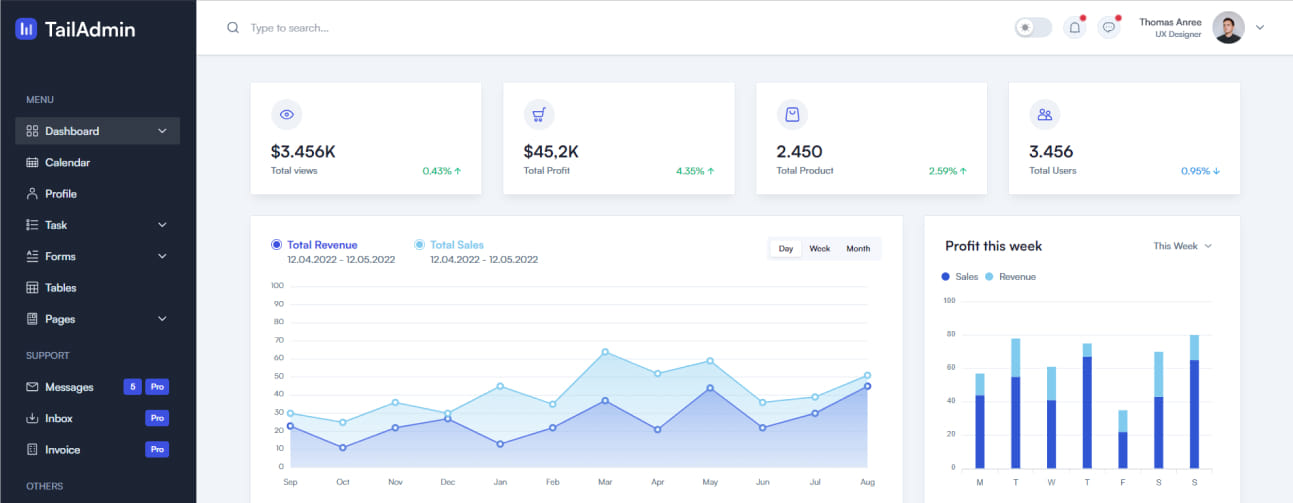 TailAdmin
Type to search...
Thomas Anree
UX Designer
MENU
Dashboard
Calendar
Profile
Task
Forms
Tables
Pages
SUPPORT
Messages 5 Pro
Inbox Pro
Invoice Pro
OTHERS
$3.456K
Total views 0.43%
$45,2K
Total Profit 4.35%
2.450
Total Product 2.59%
3.456
Total Users 0.95%
Total Revenue
12.04.2022 - 12.05.2022
Total Sales
12.04.2022 - 12.05.2022
Day Week Month
100
90
80
70
60
50
40
30
20
10
0
Sep Oct Nov Dec Jan Feb Mar Apr May Jun Jul Aug
Profit this week This Week
Sales Revenue
100
80
60
40
20
0
M T W T F S S